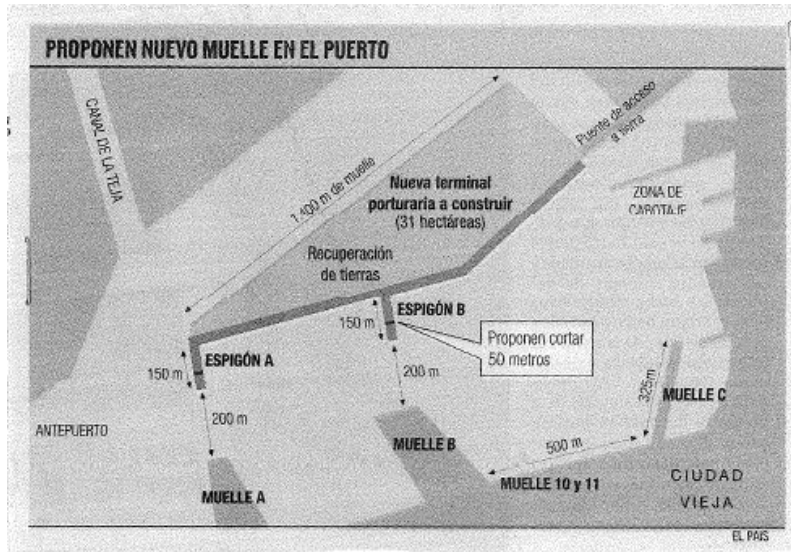 PROPONEN NUEVO MUELLE EN EL PUERTO
CANAL DE LA TEJA
1.400 m de muelle
Puente de acceso
a tierra
Nueva terminal
porturaria a construir
(31 hectáreas)
ZONA DE
CABOTAJE
Recuperación
de tierras
150 m
ESPIGÓN B
150 m
ESPIGÓN A
Proponen cortar
50 metros
200 m
200 m
325m
MUELLE C
ANTEPUERTO
MUELLE B
500 m
MUELLE A
MUELLE 10 y 11
CIUDAD
VIEJA
EL PAIS